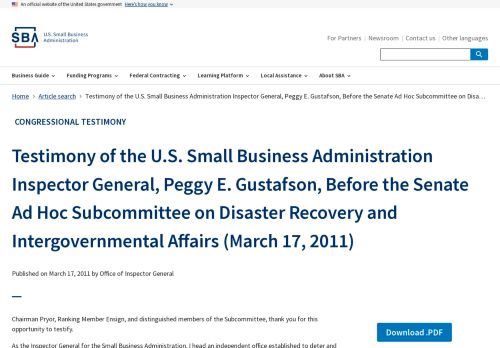 An official website of the United States government Here's how you know
SBA U.S. Small Business Administration
For Partners | Newsroom | Contact us | Other languages
Business Guide Funding Programs Federal Contracting Learning Platform Local Assistance About SBA
Home › Article search › Testimony of the U.S. Small Business Administration Inspector General, Peggy E. Gustafson, Before the Senate Ad Hoc Subcommittee on Disa...
CONGRESSIONAL TESTIMONY
Testimony of the U.S. Small Business Administration
Inspector General, Peggy E. Gustafson, Before the Senate
Ad Hoc Subcommittee on Disaster Recovery and
Intergovernmental Affairs (March 17, 2011)
Published on March 17, 2011 by Office of Inspector General
Chairman Pryor, Ranking Member Ensign, and distinguished members of the Subcommittee, thank you for this
opportunity to testify.
Download .PDF
As the Inspector General for the Small Business Administration, I head an independent office established to deter and